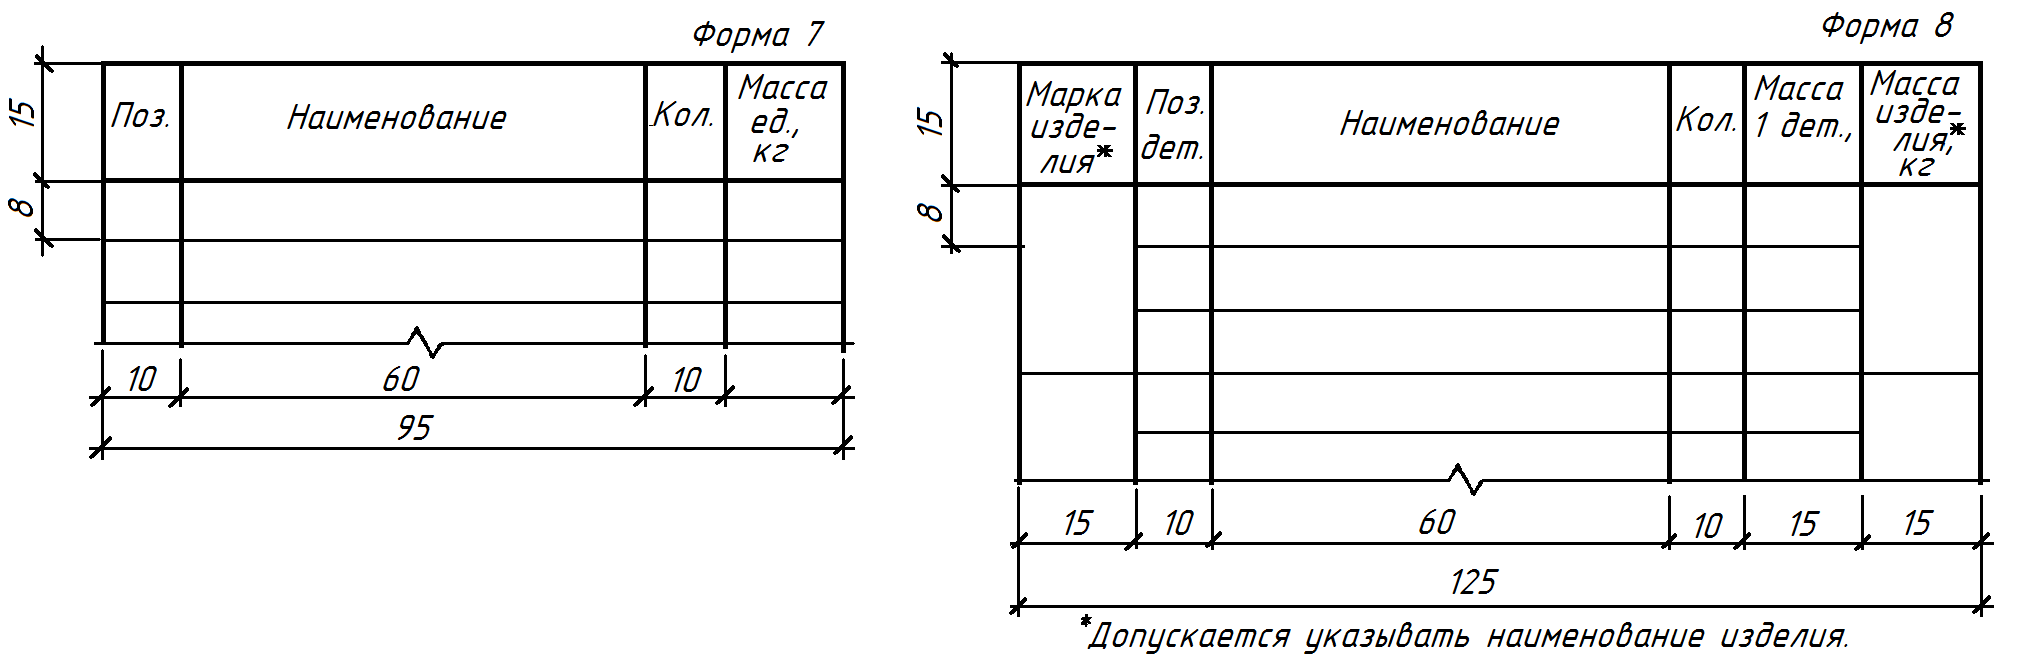 Форма 7
Поз.
Наименование
Кол.
Масса
ед.,
кг
15
8
10
60
10
95
Форма 8
Марка
изде-
лия*
Поз.
дет.
Наименование
Кол.
Масса
1 дет.,
Масса
изде-
лия,*
кг
15
8
15
10
60
10
15
15
125
*Допускается указывать наименование изделия.